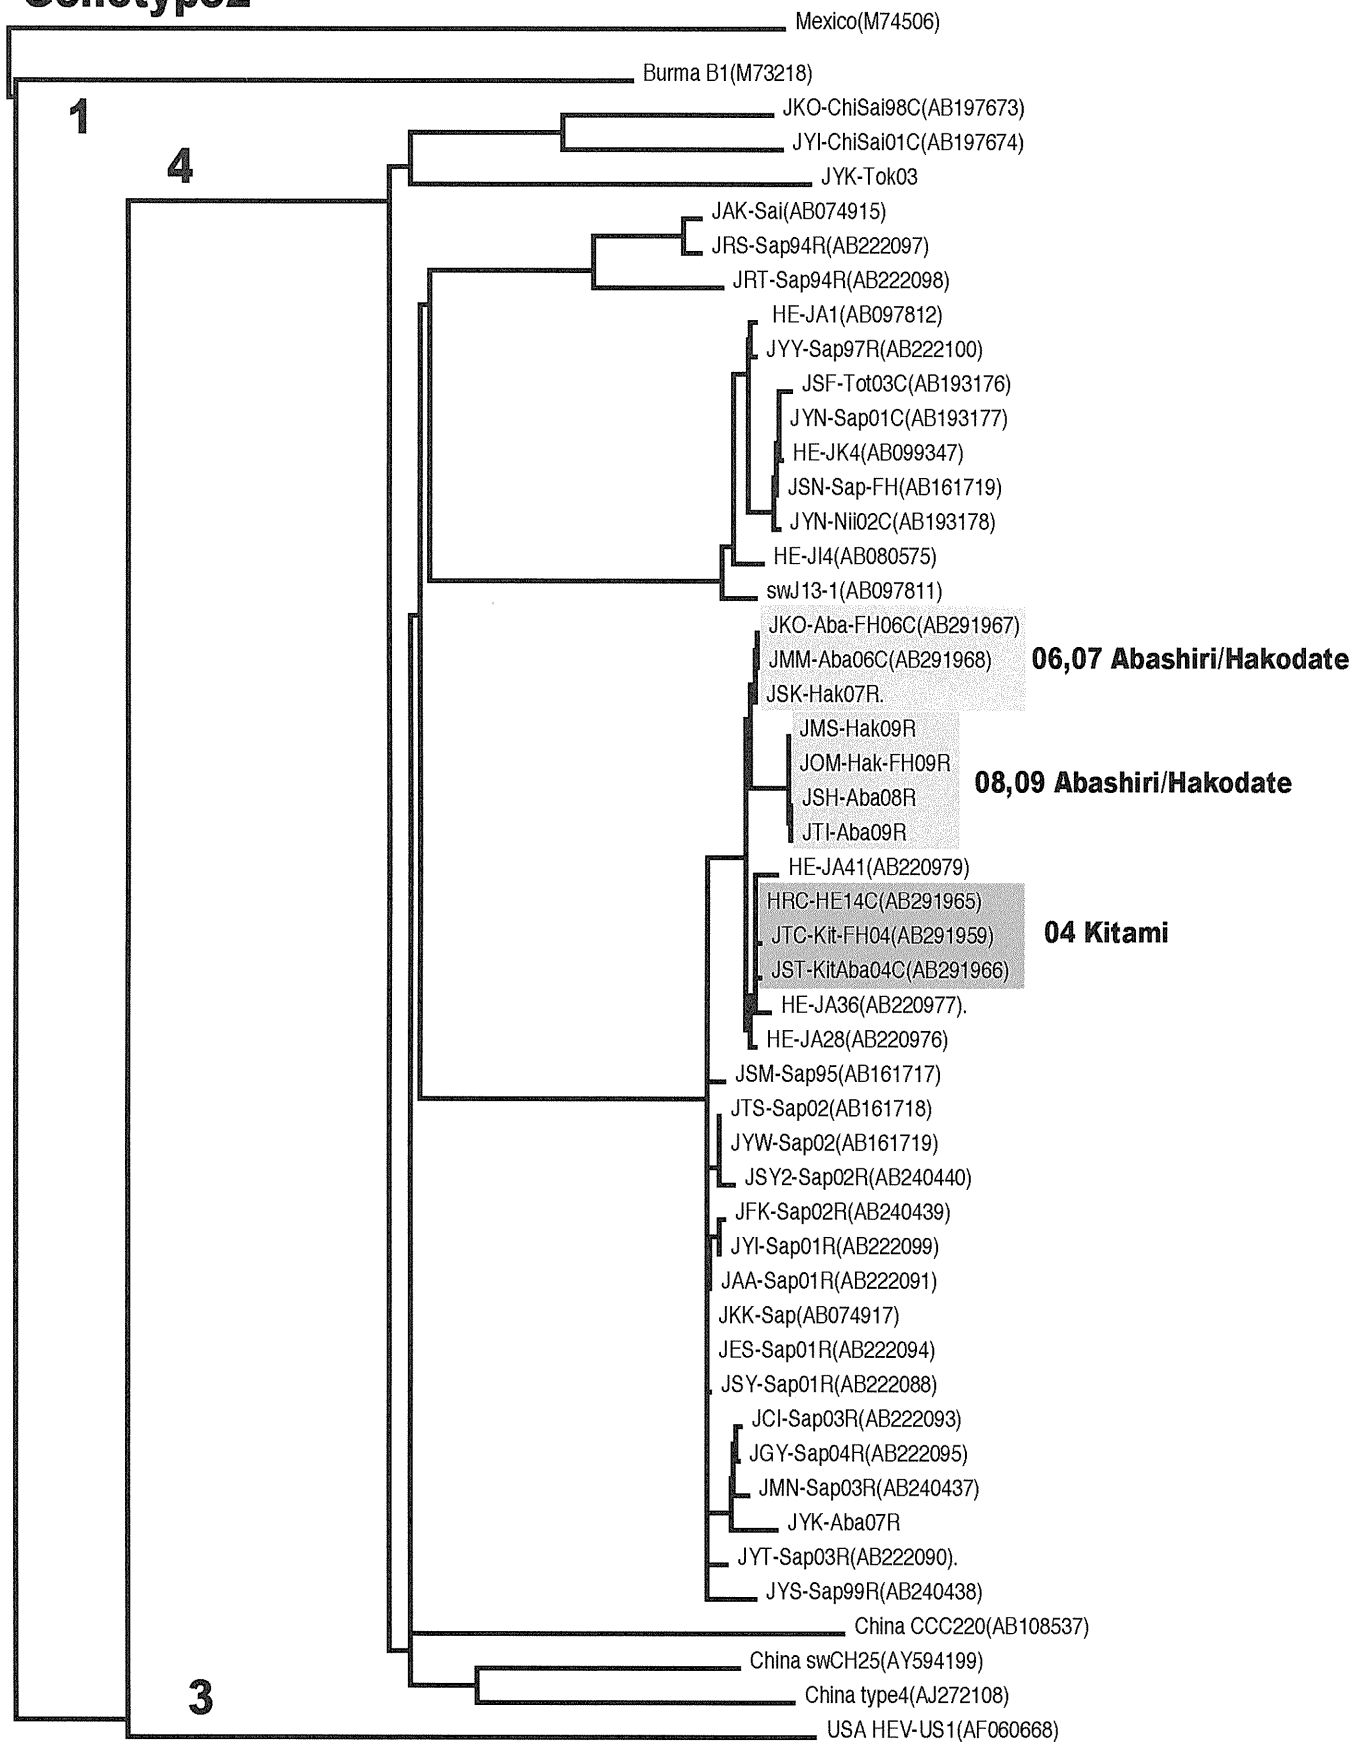 Genotype2
Mexico(M74506)
Burma B1(M73218)
1
JKO-ChiSai98C(AB197673)
JYI-ChiSai01C(AB197674)
4
JYK-Tok03
JAK-Sai(AB074915)
JRS-Sap94R(AB222097)
JRT-Sap94R(AB222098)
HE-JA1(AB097812)
JYY-Sap97R(AB222100)
JSF-Tot03C(AB193176)
JYN-Sap01C(AB193177)
HE-JK4(AB099347)
JSN-Sap-FH(AB161719)
JYN-Nii02C(AB193178)
HE-JI4(AB080575)
swJ13-1(AB097811)
JKO-Aba-FH06C(AB291967)
JMM-Aba06C(AB291968)
06,07 Abashiri/Hakodate
JSK-Hak07R.
JMS-Hak09R
JOM-Hak-FH09R
08,09 Abashiri/Hakodate
JSH-Aba08R
JTI-Aba09R
HE-JA41(AB220979)
HRC-HE14C(AB291965)
JTC-Kit-FH04(AB291959)
04 Kitami
JST-KitAba04C(AB291966)
HE-JA36(AB220977).
HE-JA28(AB220976)
JSM-Sap95(AB161717)
JTS-Sap02(AB161718)
JYW-Sap02(AB161719)
JSY2-Sap02R(AB240440)
JFK-Sap02R(AB240439)
JYI-Sap01R(AB222099)
JAA-Sap01R(AB222091)
JKK-Sap(AB074917)
JES-Sap01R(AB222094)
JSY-Sap01R(AB222088)
JCI-Sap03R(AB222093)
JGY-Sap04R(AB222095)
JMN-Sap03R(AB240437)
JYK-Aba07R
JYT-Sap03R(AB222090).
JYS-Sap99R(AB240438)
China CCC220(AB108537)
China swCH25(AY594199)
China type4(AJ272108)
3
USA HEV-US1(AF060668)